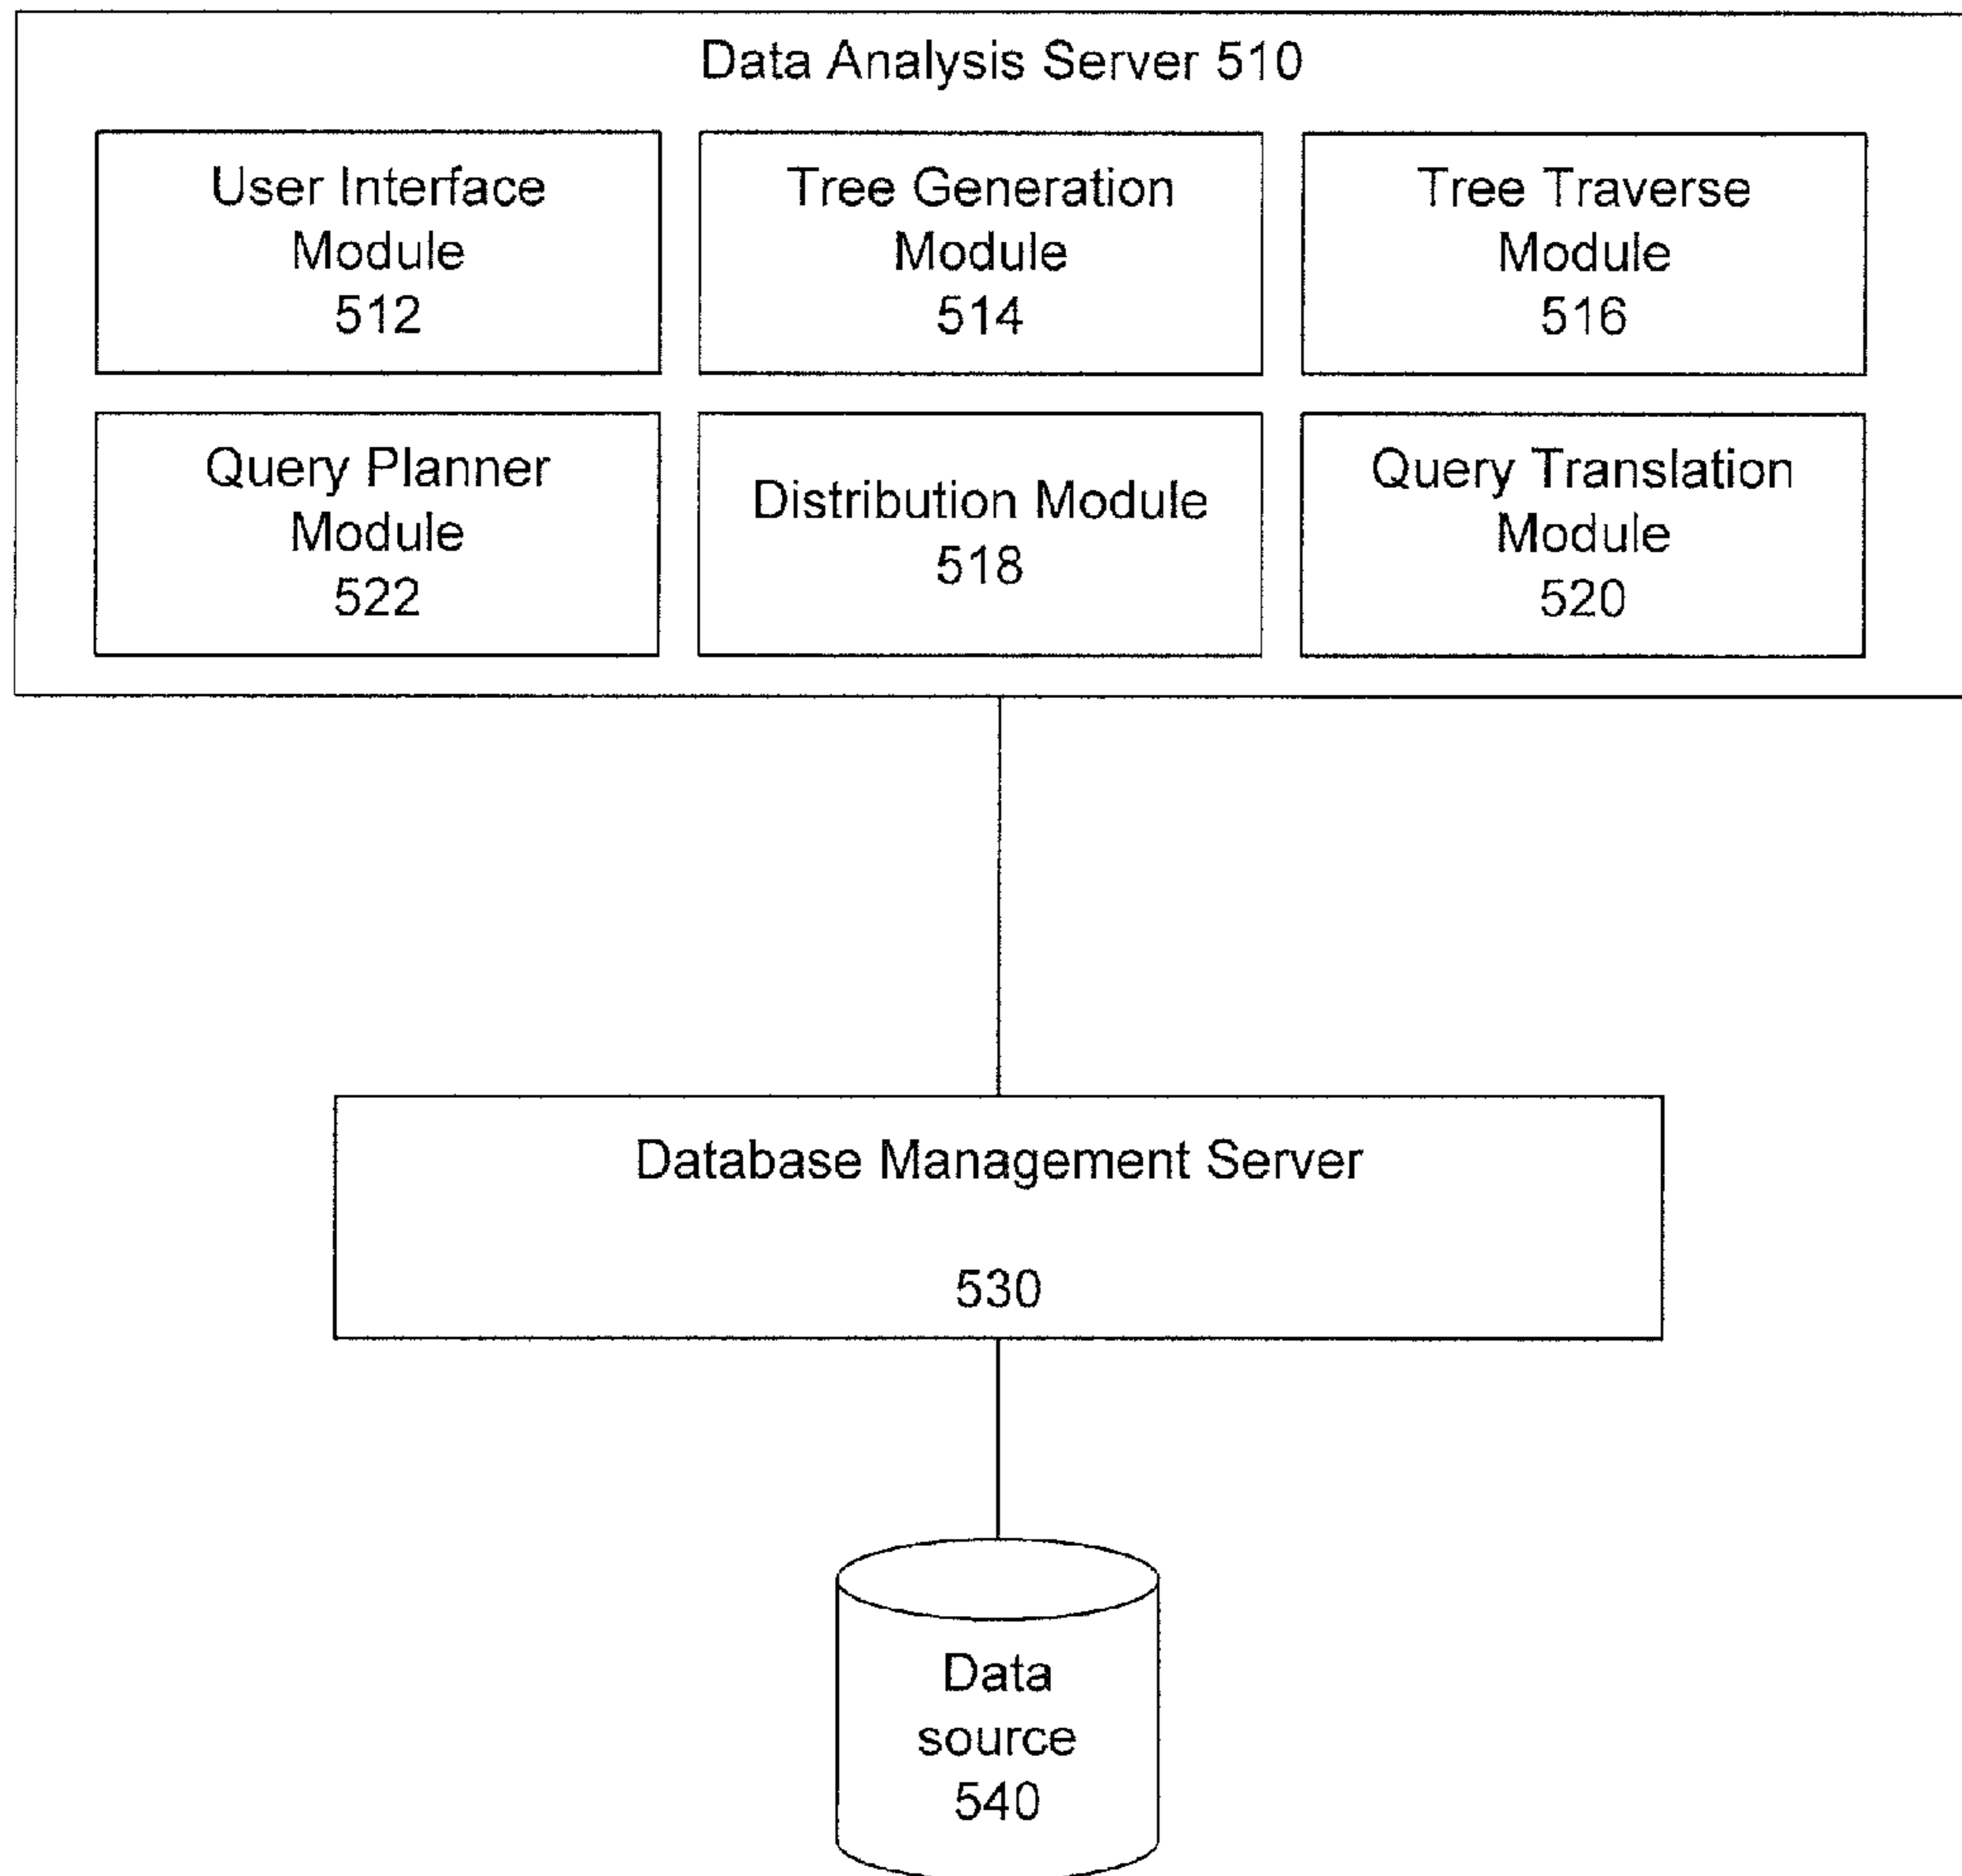 Data Analysis Server 510
User Interface
Module
512
Tree Generation
Module
514
Tree Traverse
Module
516
Query Planner
Module
522
Distribution Module
518
Query Translation
Module
520
Database Management Server
530
Data
source
540